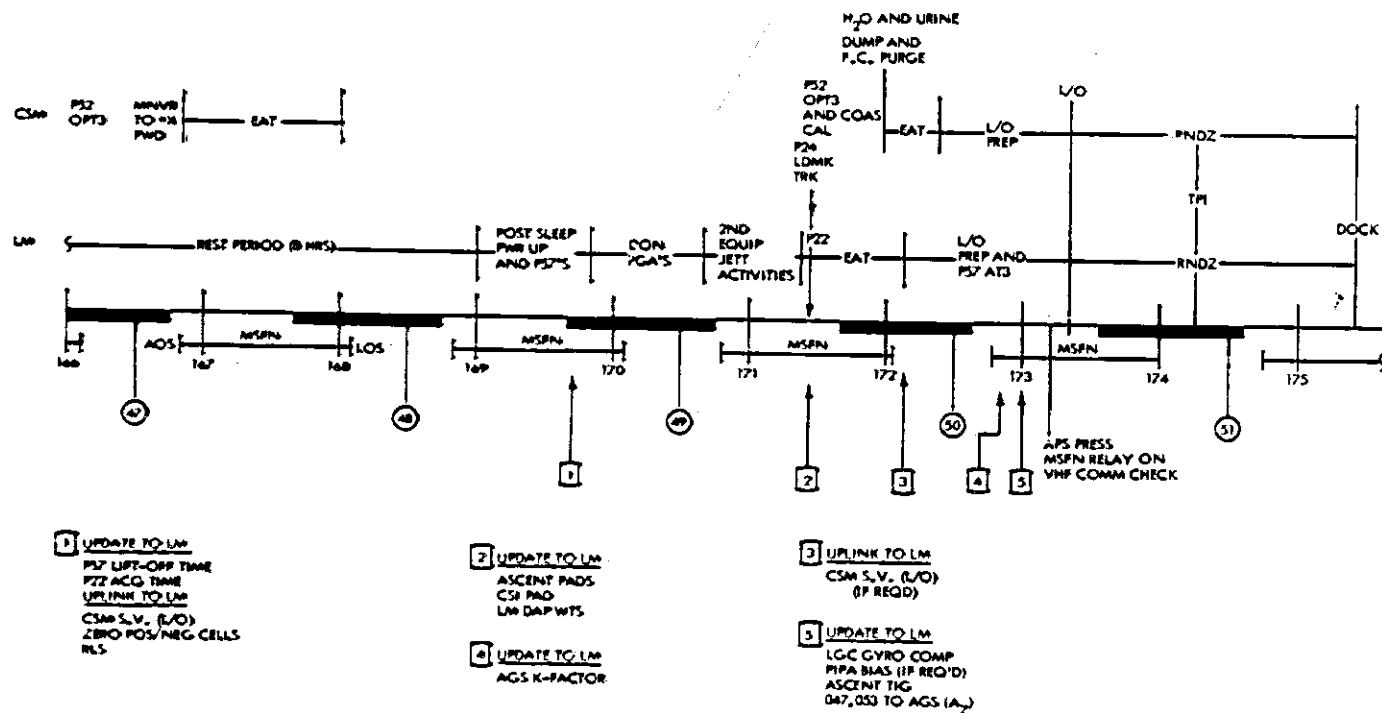 H2O AND URINE
DUMP AND
F.C. PURGE
CSM
P52
OPT3
MNVR
TO +X
FWD
EAT
P52
OPT3
AND COAS
CAL
P24
LDMK
TRK
EAT
L/O
PREP
L/O
RNDZ
TPI
DOCK
LM
REST PERIOD (8 HRS)
POST SLEEP
PWR UP
AND P57'S
DON
PGA'S
2ND
EQUIP
JETT
ACTIVITIES
P22
EAT
L/O
PREP AND
P57 AT3
RNDZ
AOS
MSFN
LOS
MSFN
MSFN
MSFN
166
167
168
169
170
171
172
173
174
175
47
48
49
50
51
1
2
3
4
5
APS PRESS
MSFN RELAY ON
VHF COMM CHECK
1 UPDATE TO LM
P57 LIFT-OFF TIME
P22 ACQ TIME
UPLINK TO LM
CSM S.V. (L/O)
ZERO POS/NEG CELLS
RLS
2 UPDATE TO LM
ASCENT PADS
CSI PAD
LM DAP WTS
4 UPDATE TO LM
AGS K-FACTOR
3 UPLINK TO LM
CSM S.V. (L/O)
(IF REQD)
5 UPDATE TO LM
LGC GYRO COMP
PIPA BIAS (IF REQ'D)
ASCENT TIG
047,053 TO AGS